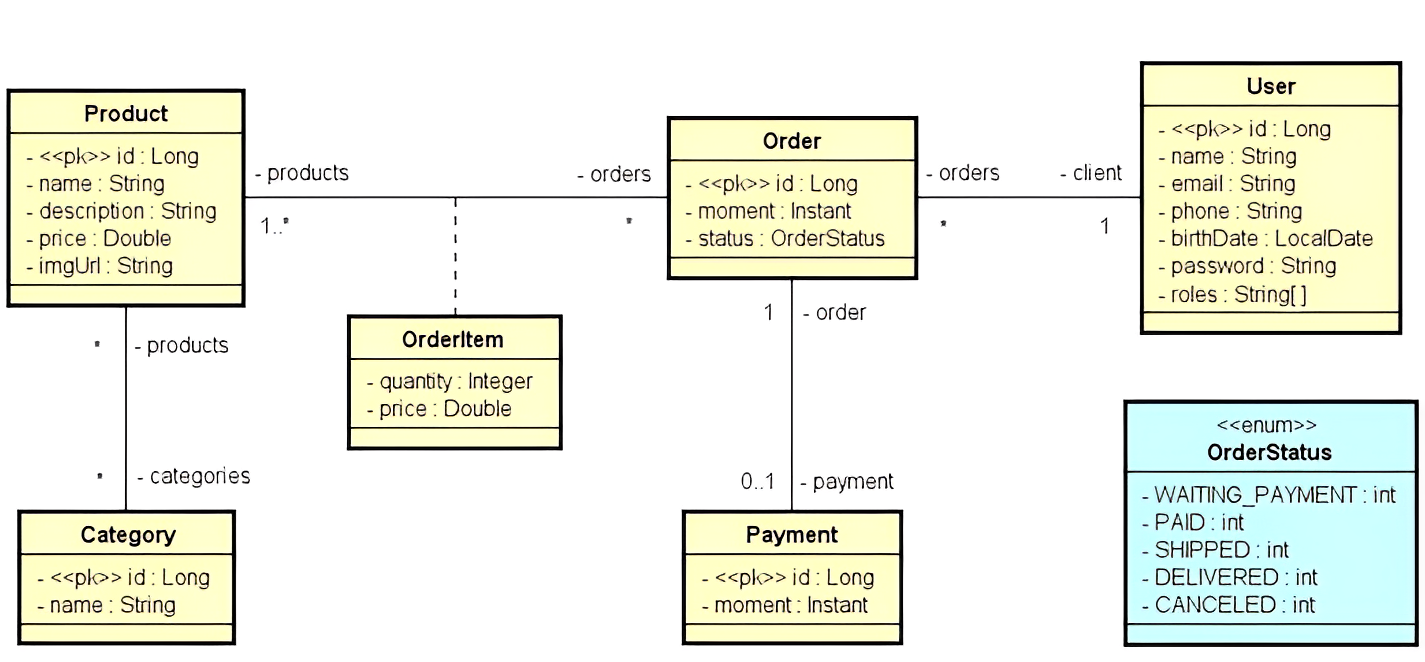 Product
- <<pk>> id : Long
- name : String
- description : String
- price : Double
- imgUrl : String
- products
1..*
- orders
*
Order
- <<pk>> id : Long
- moment : Instant
- status : OrderStatus
- orders
*
- client
1
User
- <<pk>> id : Long
- name : String
- email : String
- phone : String
- birthDate : LocalDate
- password : String
- roles : String[ ]
OrderItem
- quantity : Integer
- price : Double
* - products
* - categories
Category
- <<pk>> id : Long
- name : String
1 - order
0..1 - payment
Payment
- <<pk>> id : Long
- moment : Instant
<<enum>>
OrderStatus
- WAITING_PAYMENT : int
- PAID : int
- SHIPPED : int
- DELIVERED : int
- CANCELED : int